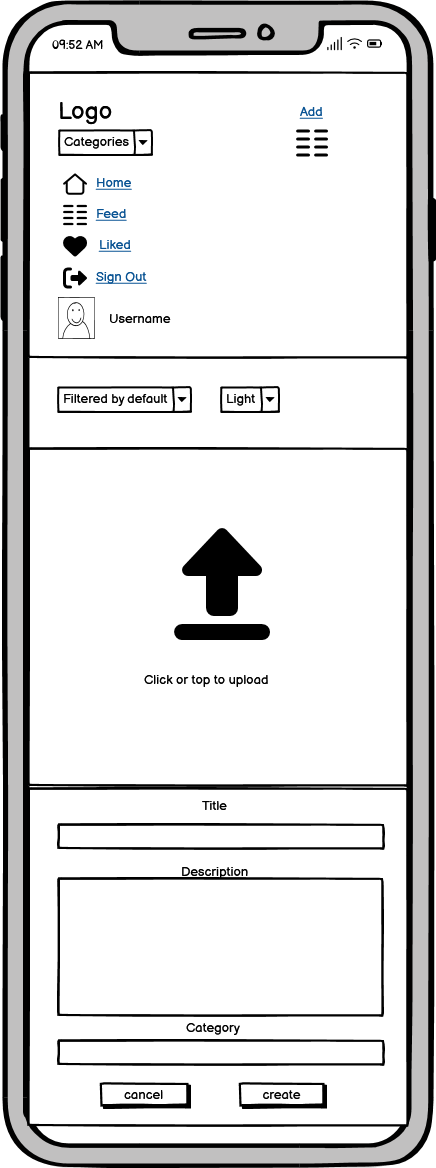 09:52 AM
Logo
Add
Categories
Home
Feed
Liked
Sign Out
Username
Filtered by default
Light
Click or top to upload
Title
Description
Category
cancel
create